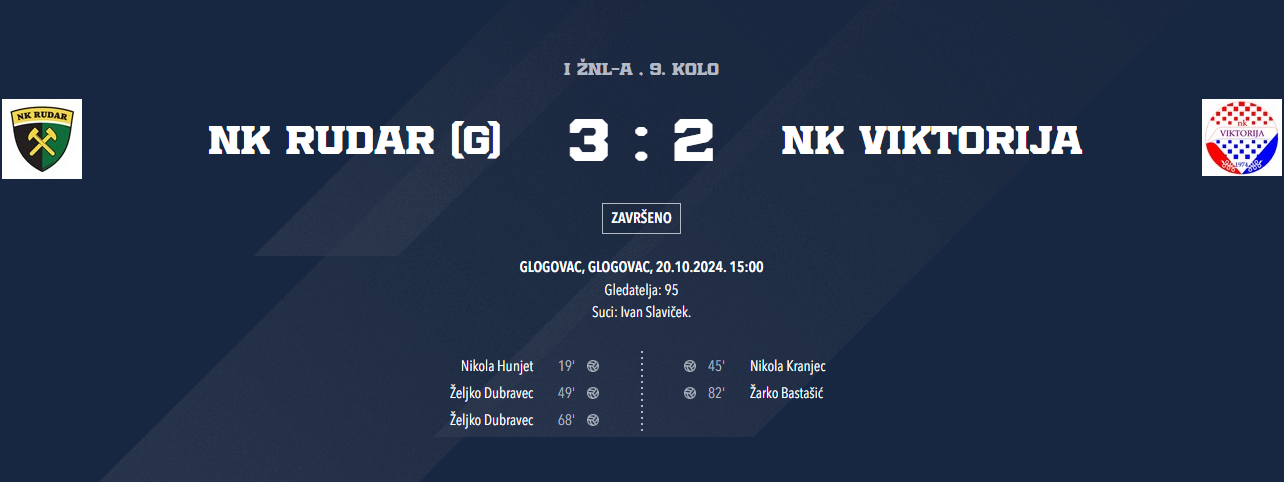 I ŽNL-A . 9. KOLO
NK RUDAR
NK RUDAR (G) 3 : 2 NK VIKTORIJA
nk
VIKTORIJA
1974
ZAVRŠENO
GLOGOVAC, GLOGOVAC, 20.10.2024. 15:00
Gledatelja: 95
Suci: Ivan Slaviček.
Nikola Hunjet 19' 45' Nikola Kranjec
Željko Dubravec 49' 82' Žarko Bastašić
Željko Dubravec 68'